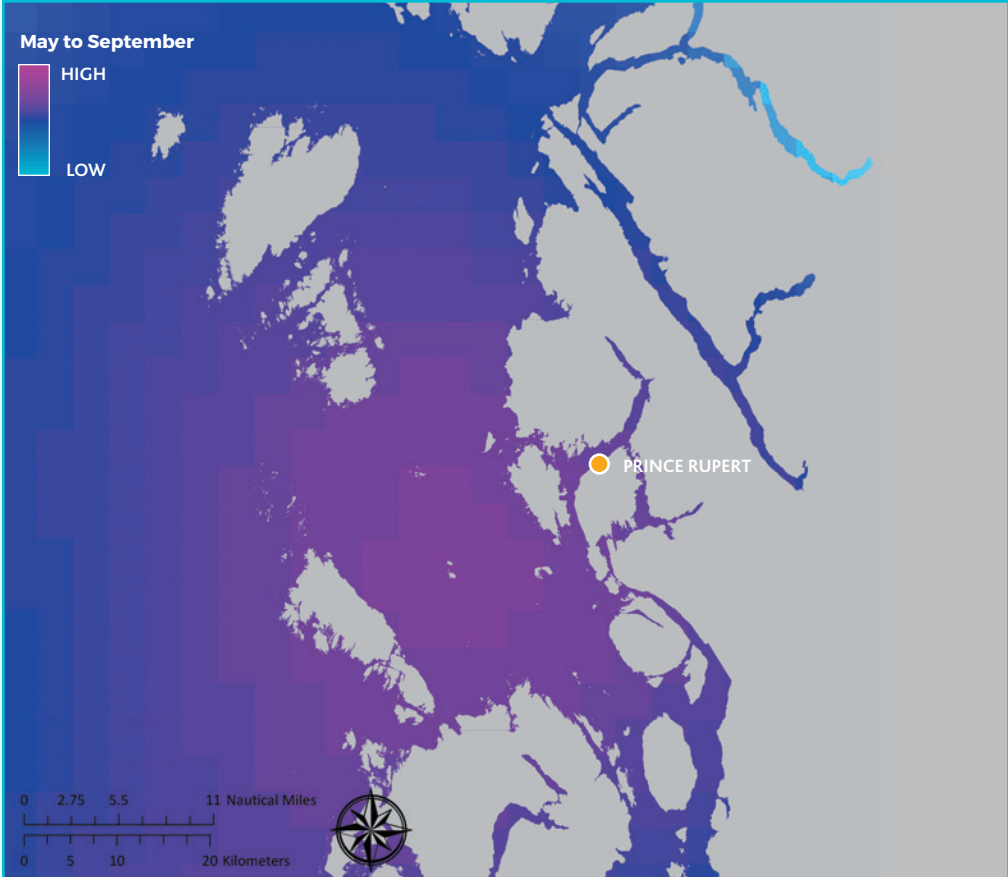 May to September
HIGH
LOW
PRINCE RUPERT
0 2.75 5.5 11 Nautical Miles
0 5 10 20 Kilometers